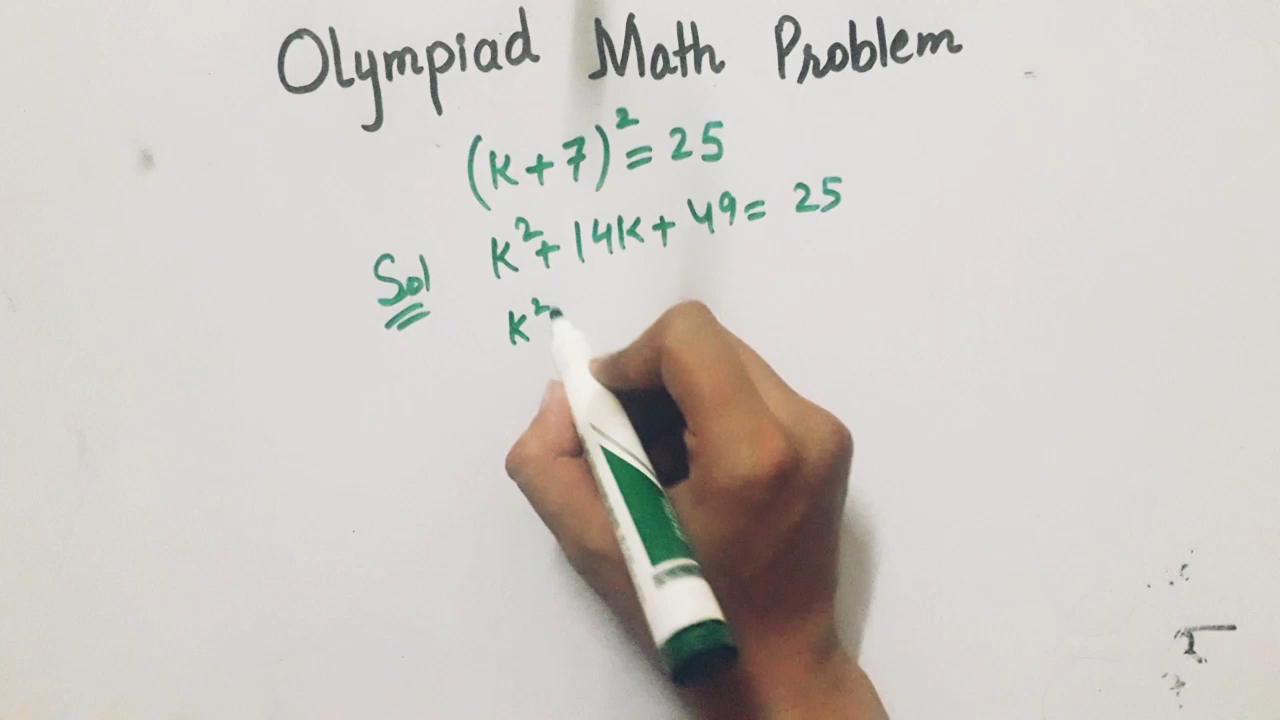 Olympiad Math Problem
(k+7)²=25
Sol k²+14k+49=25
k²